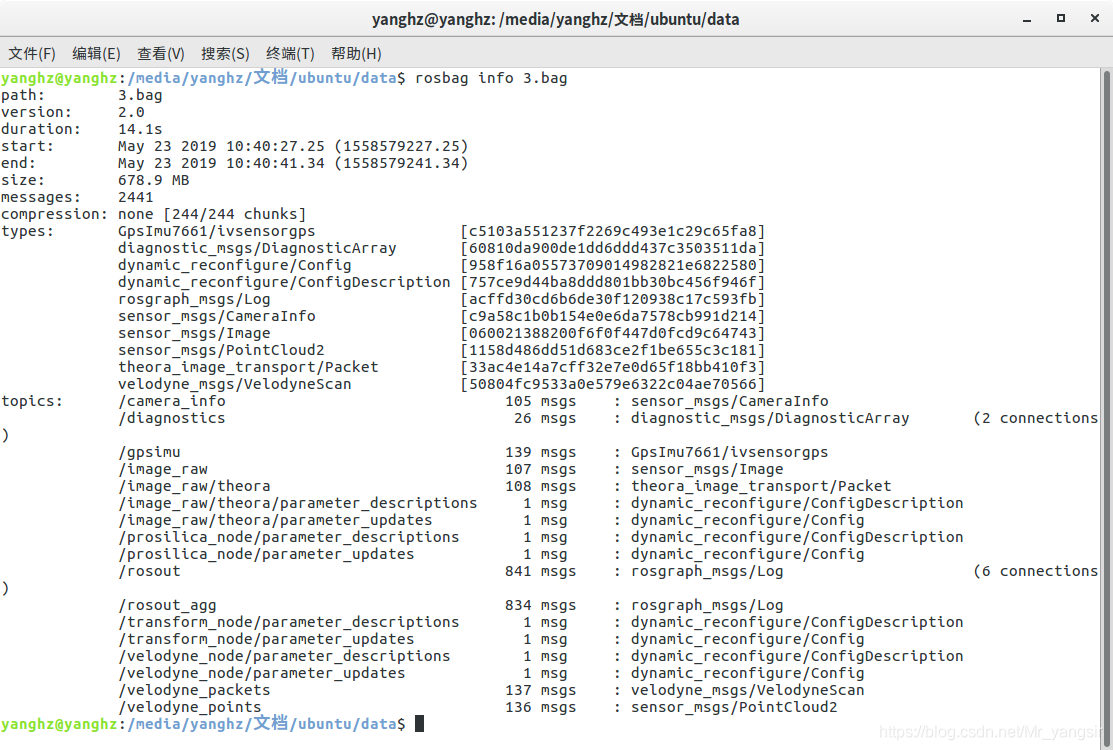 yanghz@yanghz: /media/yanghz/文档/ubuntu/data
文件(F) 编辑(E) 查看(V) 搜索(S) 终端(T) 帮助(H)
yanghz@yanghz:/media/yanghz/文档/ubuntu/data$ rosbag info 3.bag
path: 3.bag
version: 2.0
duration: 14.1s
start: May 23 2019 10:40:27.25 (1558579227.25)
end: May 23 2019 10:40:41.34 (1558579241.34)
size: 678.9 MB
messages: 2441
compression: none [244/244 chunks]
types: GpsImu7661/ivsensorgps [c5103a551237f2269c493e1c29c65fa8]
diagnostic_msgs/DiagnosticArray [60810da900de1dd6ddd437c3503511da]
dynamic_reconfigure/Config [958f16a05573709014982821e6822580]
dynamic_reconfigure/ConfigDescription [757ce9d44ba8ddd801bb30bc456f946f]
rosgraph_msgs/Log [acffd30cd6b6de30f120938c17c593fb]
sensor_msgs/CameraInfo [c9a58c1b0b154e0e6da7578cb991d214]
sensor_msgs/Image [060021388200f6f0f447d0fcd9c64743]
sensor_msgs/PointCloud2 [1158d486dd51d683ce2f1be655c3c181]
theora_image_transport/Packet [33ac4e14a7cff32e7e0d65f18bb410f3]
velodyne_msgs/VelodyneScan [50804fc9533a0e579e6322c04ae70566]
topics: /camera_info 105 msgs : sensor_msgs/CameraInfo
/diagnostics 26 msgs : diagnostic_msgs/DiagnosticArray (2 connections
)
/gpsimu 139 msgs : GpsImu7661/ivsensorgps
/image_raw 107 msgs : sensor_msgs/Image
/image_raw/theora 108 msgs : theora_image_transport/Packet
/image_raw/theora/parameter_descriptions 1 msg : dynamic_reconfigure/ConfigDescription
/image_raw/theora/parameter_updates 1 msg : dynamic_reconfigure/Config
/prosilica_node/parameter_descriptions 1 msg : dynamic_reconfigure/ConfigDescription
/prosilica_node/parameter_updates 1 msg : dynamic_reconfigure/Config
/rosout 841 msgs : rosgraph_msgs/Log (6 connections
)
/rosout_agg 834 msgs : rosgraph_msgs/Log
/transform_node/parameter_descriptions 1 msg : dynamic_reconfigure/ConfigDescription
/transform_node/parameter_updates 1 msg : dynamic_reconfigure/Config
/velodyne_node/parameter_descriptions 1 msg : dynamic_reconfigure/ConfigDescription
/velodyne_node/parameter_updates 1 msg : dynamic_reconfigure/Config
/velodyne_packets 137 msgs : velodyne_msgs/VelodyneScan
/velodyne_points 136 msgs : sensor_msgs/PointCloud2
yanghz@yanghz:/media/yanghz/文档/ubuntu/data$
https://blog.csdn.net/Mr_yangsir